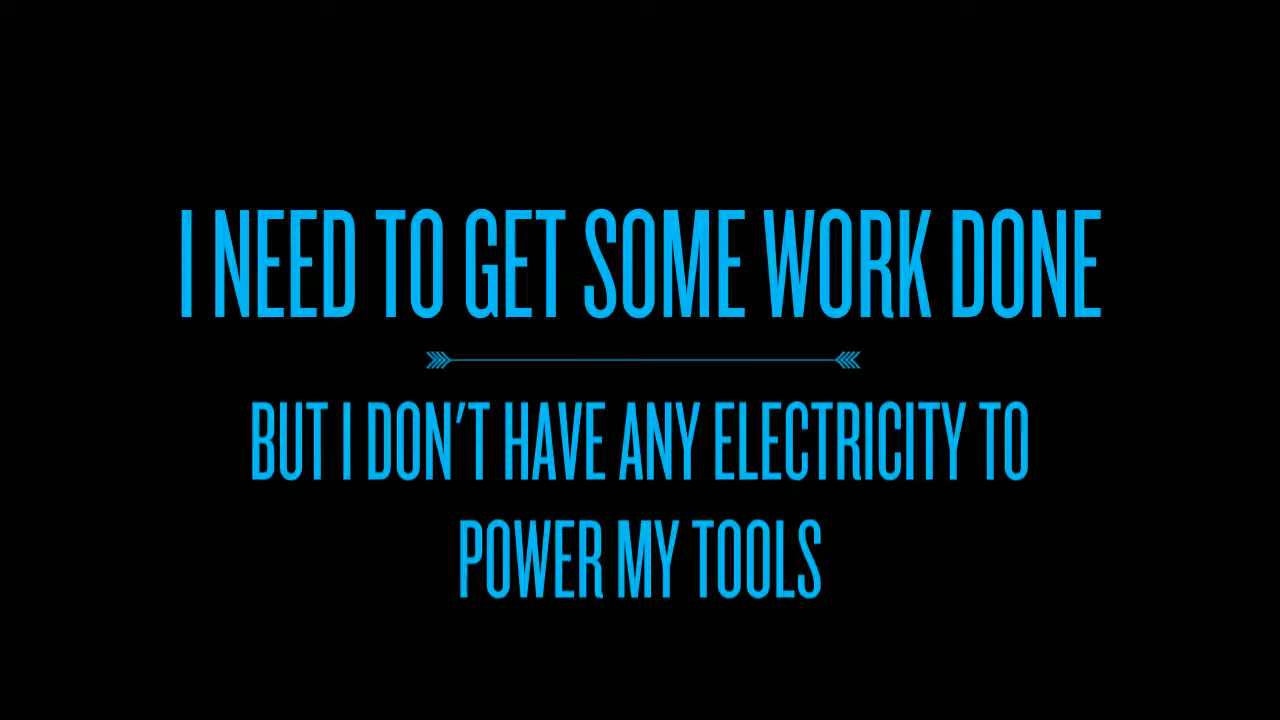 I NEED TO GET SOME WORK DONE
BUT I DON'T HAVE ANY ELECTRICITY TO
POWER MY TOOLS